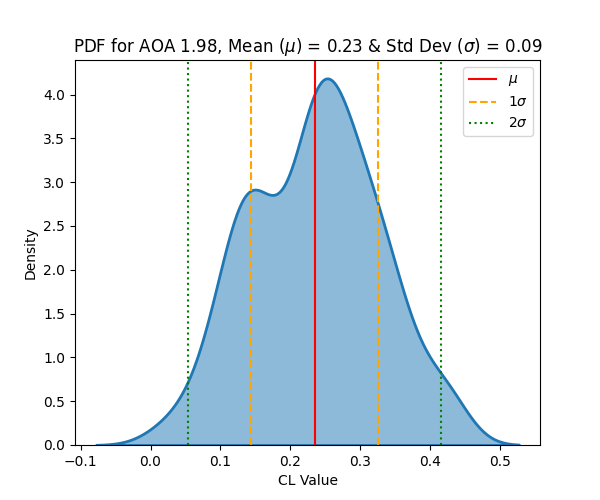 PDF for AOA 1.98, Mean (μ) = 0.23 & Std Dev (σ) = 0.09
μ
1σ
2σ
4.0
3.5
3.0
2.5
2.0
1.5
1.0
0.5
0.0
Density
−0.1 0.0 0.1 0.2 0.3 0.4 0.5
CL Value